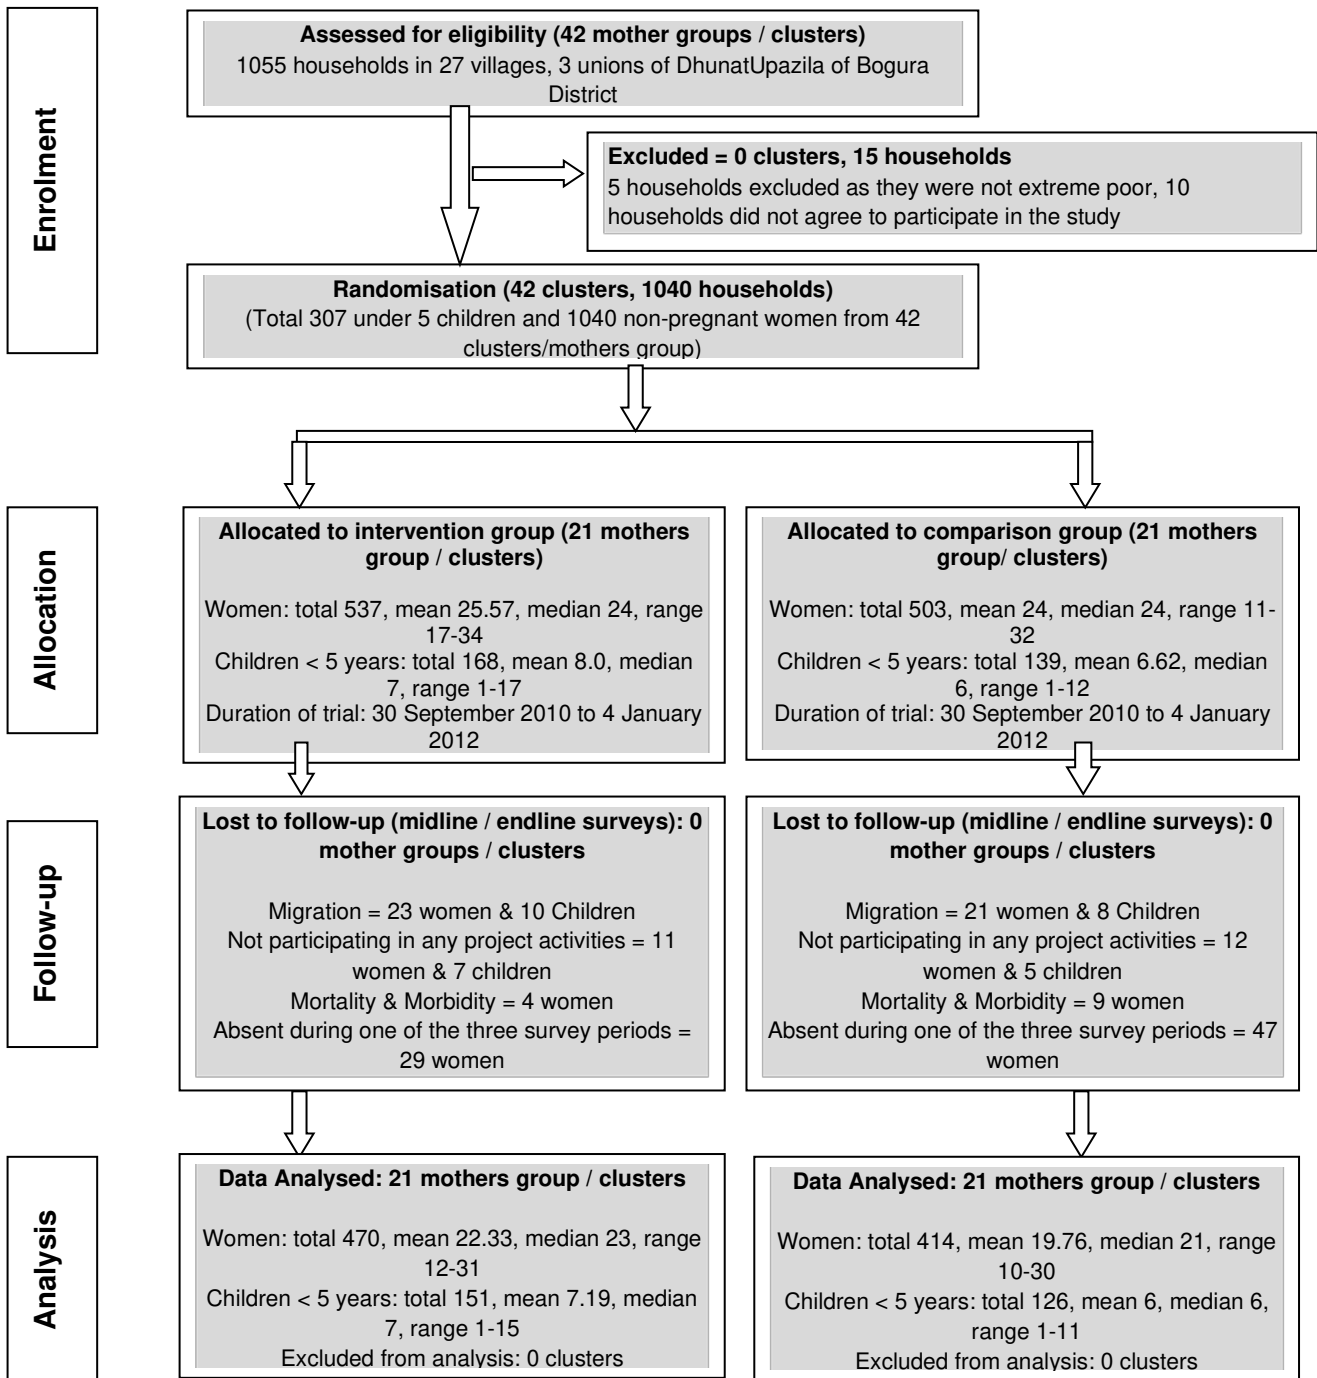 Enrolment
Assessed for eligibility (42 mother groups / clusters)
1055 households in 27 villages, 3 unions of DhunatUpazila of Bogura
District
Excluded = 0 clusters, 15 households
5 households excluded as they were not extreme poor, 10
households did not agree to participate in the study
Randomisation (42 clusters, 1040 households)
(Total 307 under 5 children and 1040 non-pregnant women from 42
clusters/mothers group)
Allocation
Allocated to intervention group (21 mothers
group / clusters)
Women: total 537, mean 25.57, median 24, range
17-34
Children < 5 years: total 168, mean 8.0, median
7, range 1-17
Duration of trial: 30 September 2010 to 4 January
2012
Allocated to comparison group (21 mothers
group/ clusters)
Women: total 503, mean 24, median 24, range 11-
32
Children < 5 years: total 139, mean 6.62, median
6, range 1-12
Duration of trial: 30 September 2010 to 4 January
2012
Follow-up
Lost to follow-up (midline / endline surveys): 0
mother groups / clusters
Migration = 23 women & 10 Children
Not participating in any project activities = 11
women & 7 children
Mortality & Morbidity = 4 women
Absent during one of the three survey periods =
29 women
Lost to follow-up (midline / endline surveys): 0
mother groups / clusters
Migration = 21 women & 8 Children
Not participating in any project activities = 12
women & 5 children
Mortality & Morbidity = 9 women
Absent during one of the three survey periods = 47
women
Analysis
Data Analysed: 21 mothers group / clusters
Women: total 470, mean 22.33, median 23, range
12-31
Children < 5 years: total 151, mean 7.19, median
7, range 1-15
Excluded from analysis: 0 clusters
Data Analysed: 21 mothers group / clusters
Women: total 414, mean 19.76, median 21, range
10-30
Children < 5 years: total 126, mean 6, median 6,
range 1-11
Excluded from analysis: 0 clusters